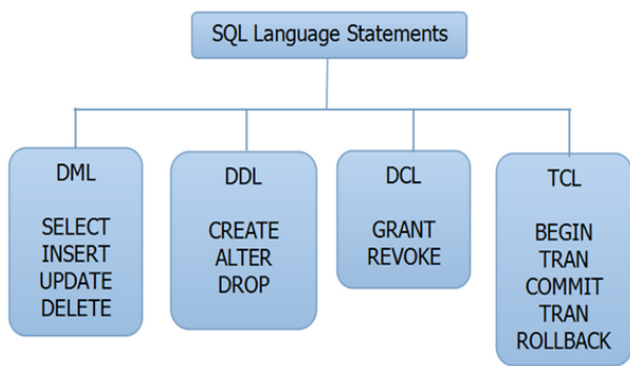 SQL Language Statements
DML
SELECT
INSERT
UPDATE
DELETE
DDL
CREATE
ALTER
DROP
DCL
GRANT
REVOKE
TCL
BEGIN
TRAN
COMMIT
TRAN
ROLLBACK